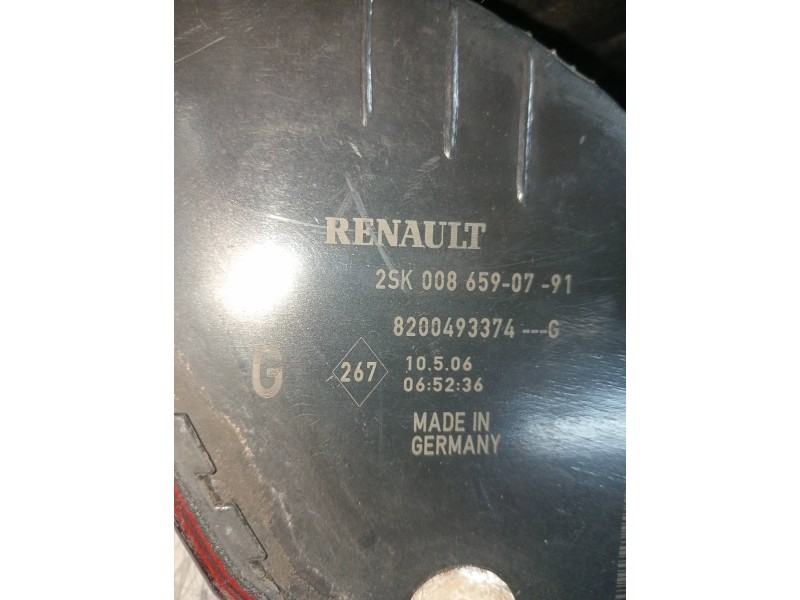 RENAULT
2SK 008 659-07 -91
8200493374 ---G
G
267
10.5.06
06:52:36
MADE IN
GERMANY